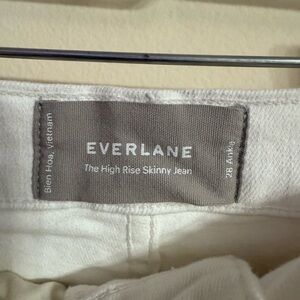 EVERLANE
The High Rise Skinny Jean
Bien Hoa, Vietnam
28 Ankle